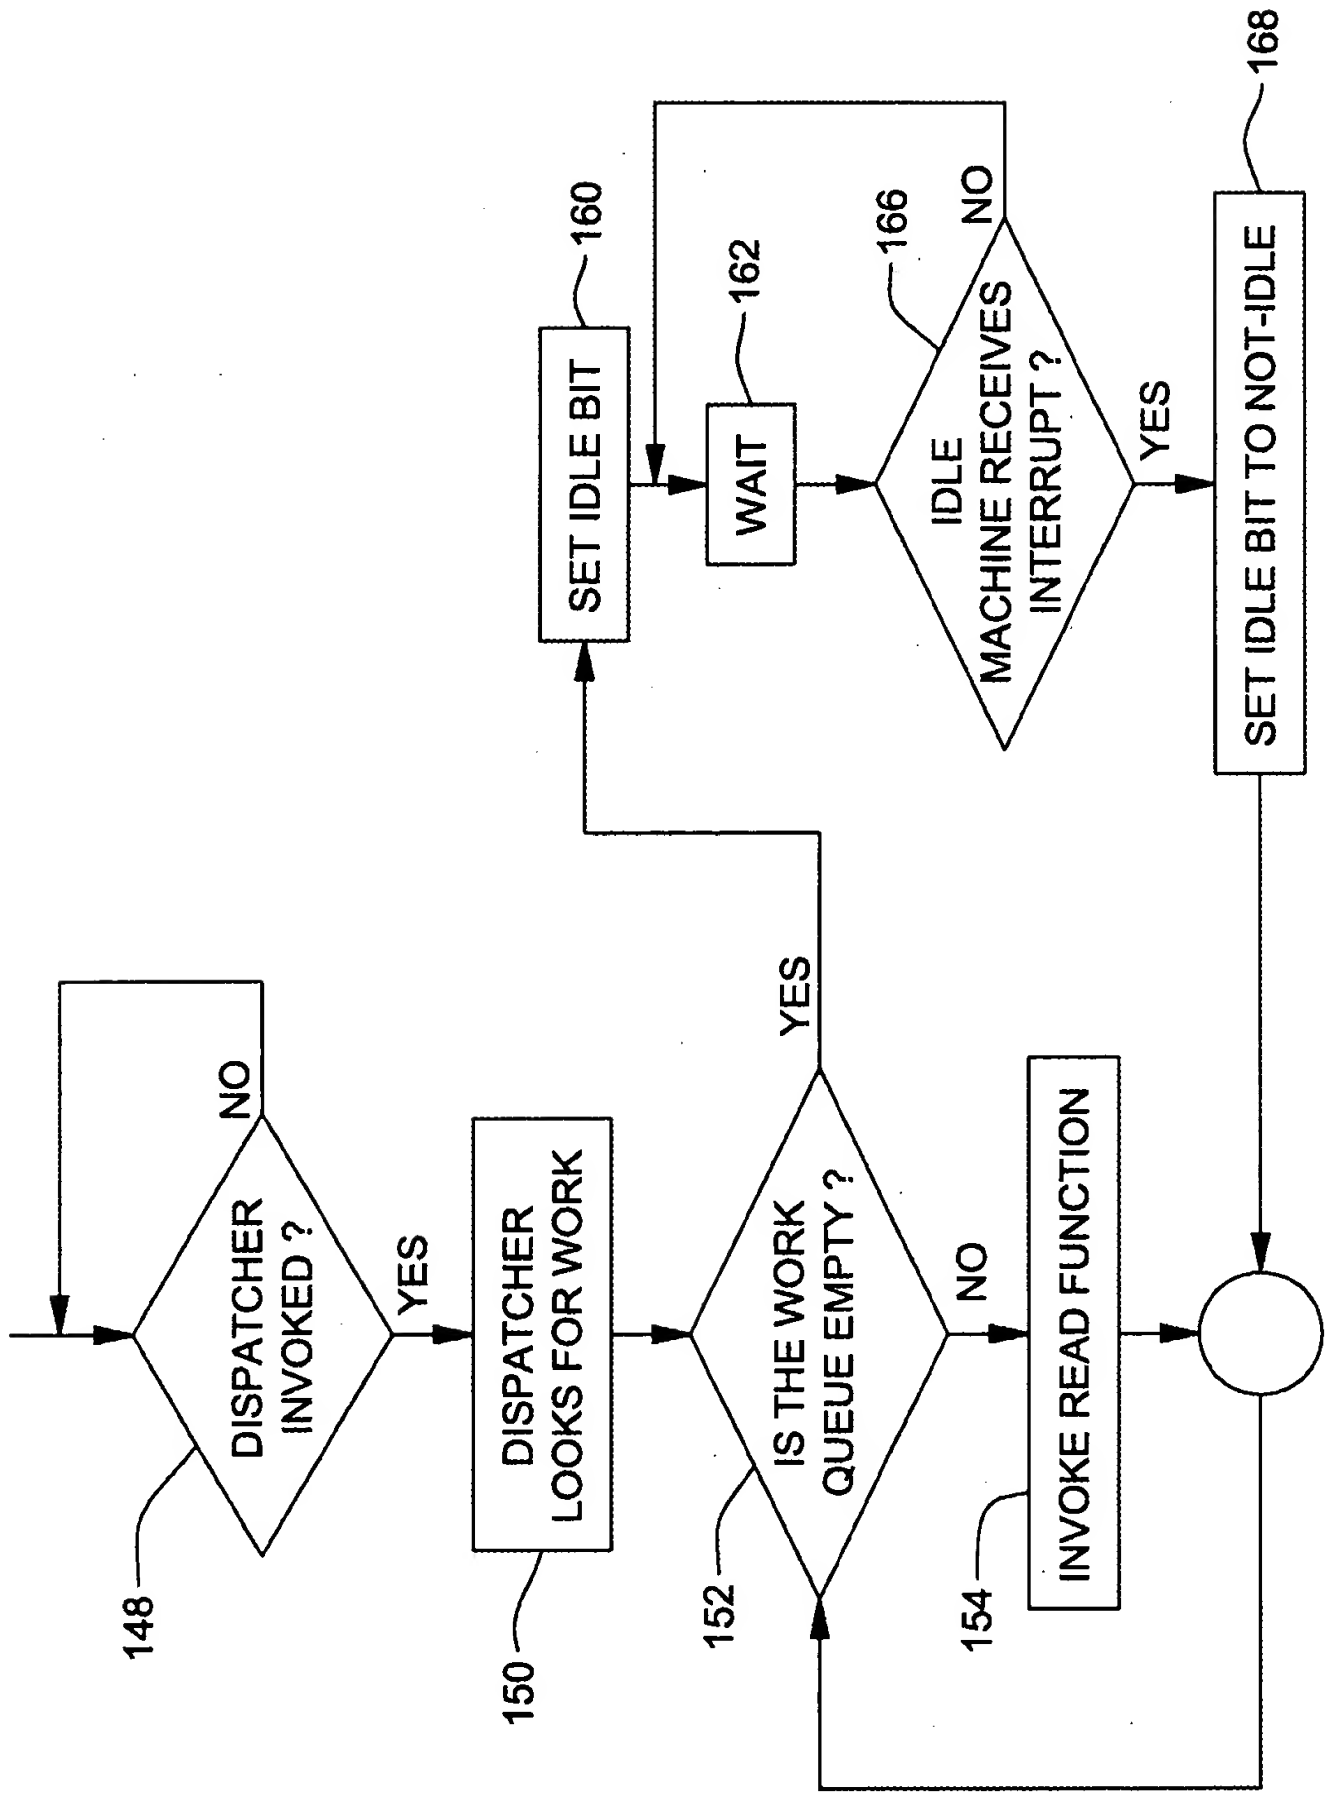 148
DISPATCHER
INVOKED ?
NO
YES
150
DISPATCHER
LOOKS FOR WORK
152
IS THE WORK
QUEUE EMPTY ?
YES
NO
154
INVOKE READ FUNCTION
SET IDLE BIT
160
WAIT
162
IDLE
MACHINE RECEIVES
INTERRUPT ?
166
NO
YES
SET IDLE BIT TO NOT-IDLE
168